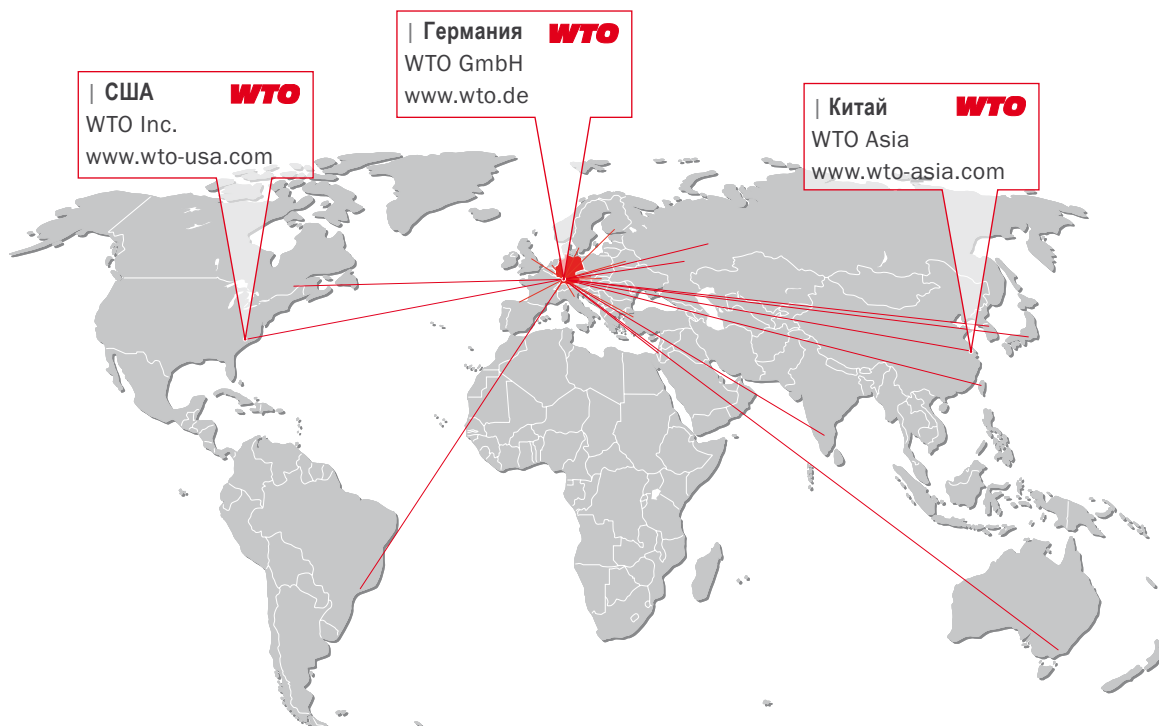 | Германия WTO
WTO GmbH
www.wto.de
| США WTO
WTO Inc.
www.wto-usa.com
| Китай WTO
WTO Asia
www.wto-asia.com